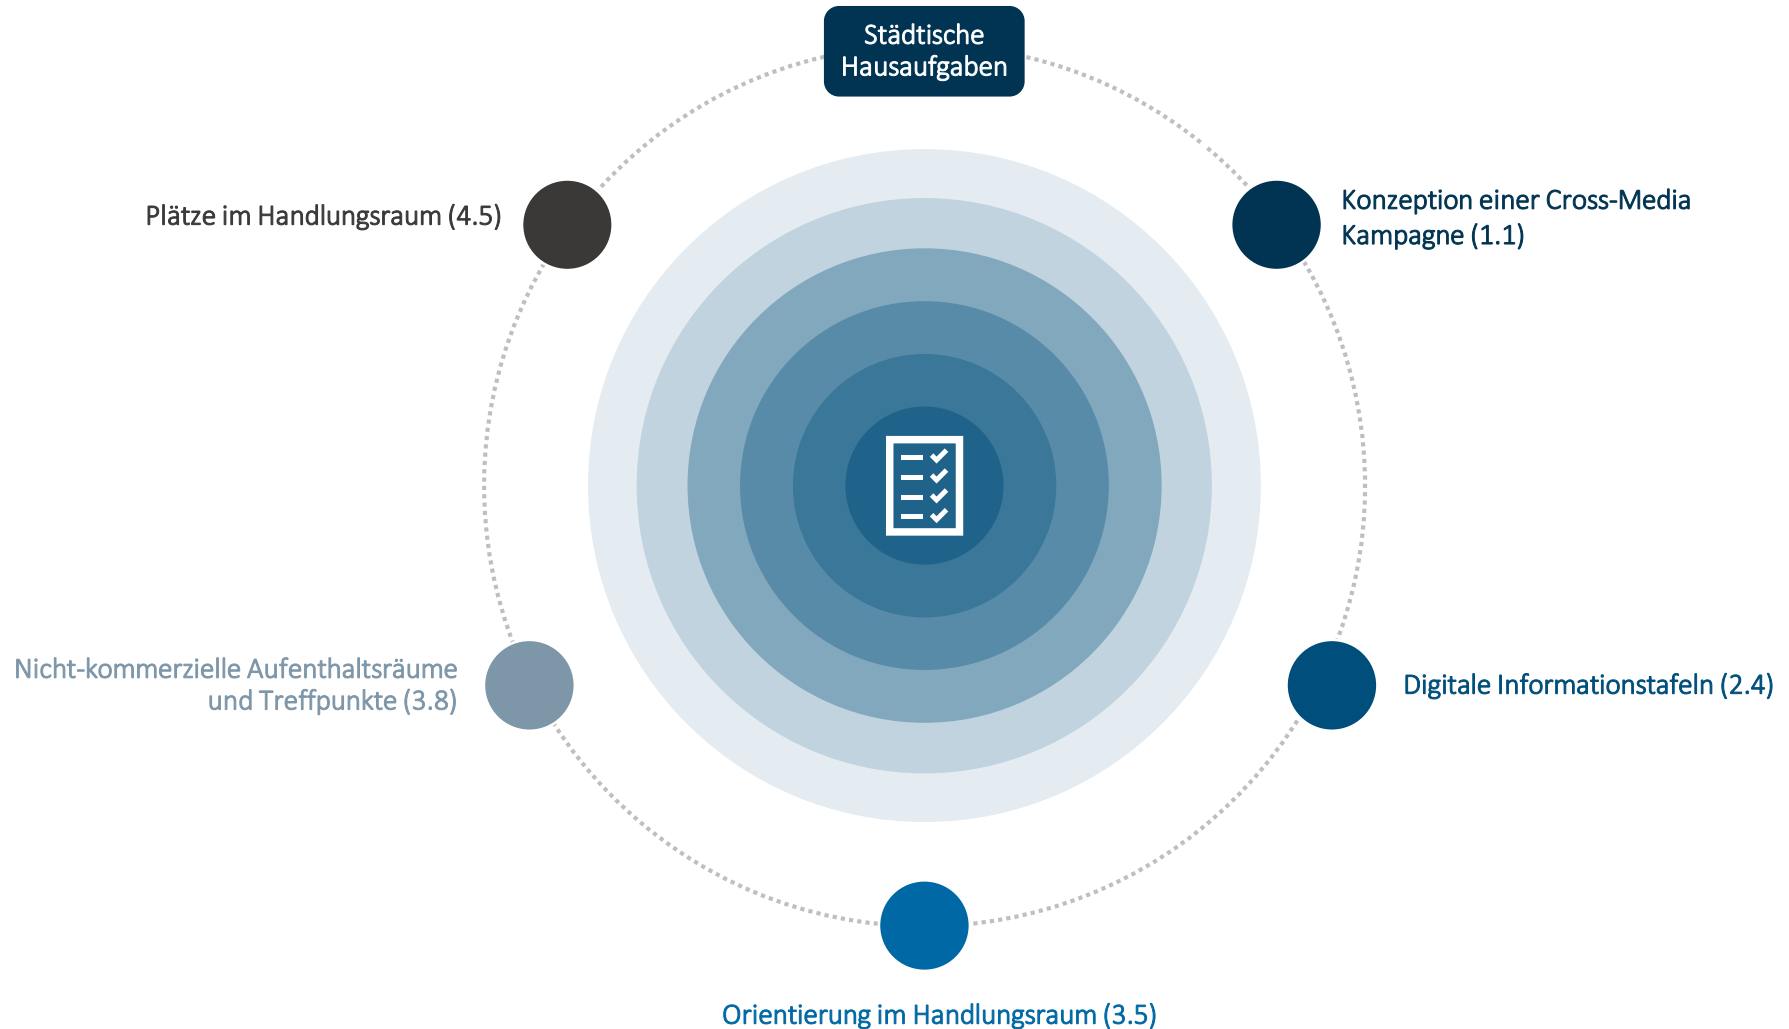 Städtische
Hausaufgaben
Plätze im Handlungsraum (4.5)
Konzeption einer Cross-Media
Kampagne (1.1)
Nicht-kommerzielle Aufenthaltsräume
und Treffpunkte (3.8)
Digitale Informationstafeln (2.4)
Orientierung im Handlungsraum (3.5)